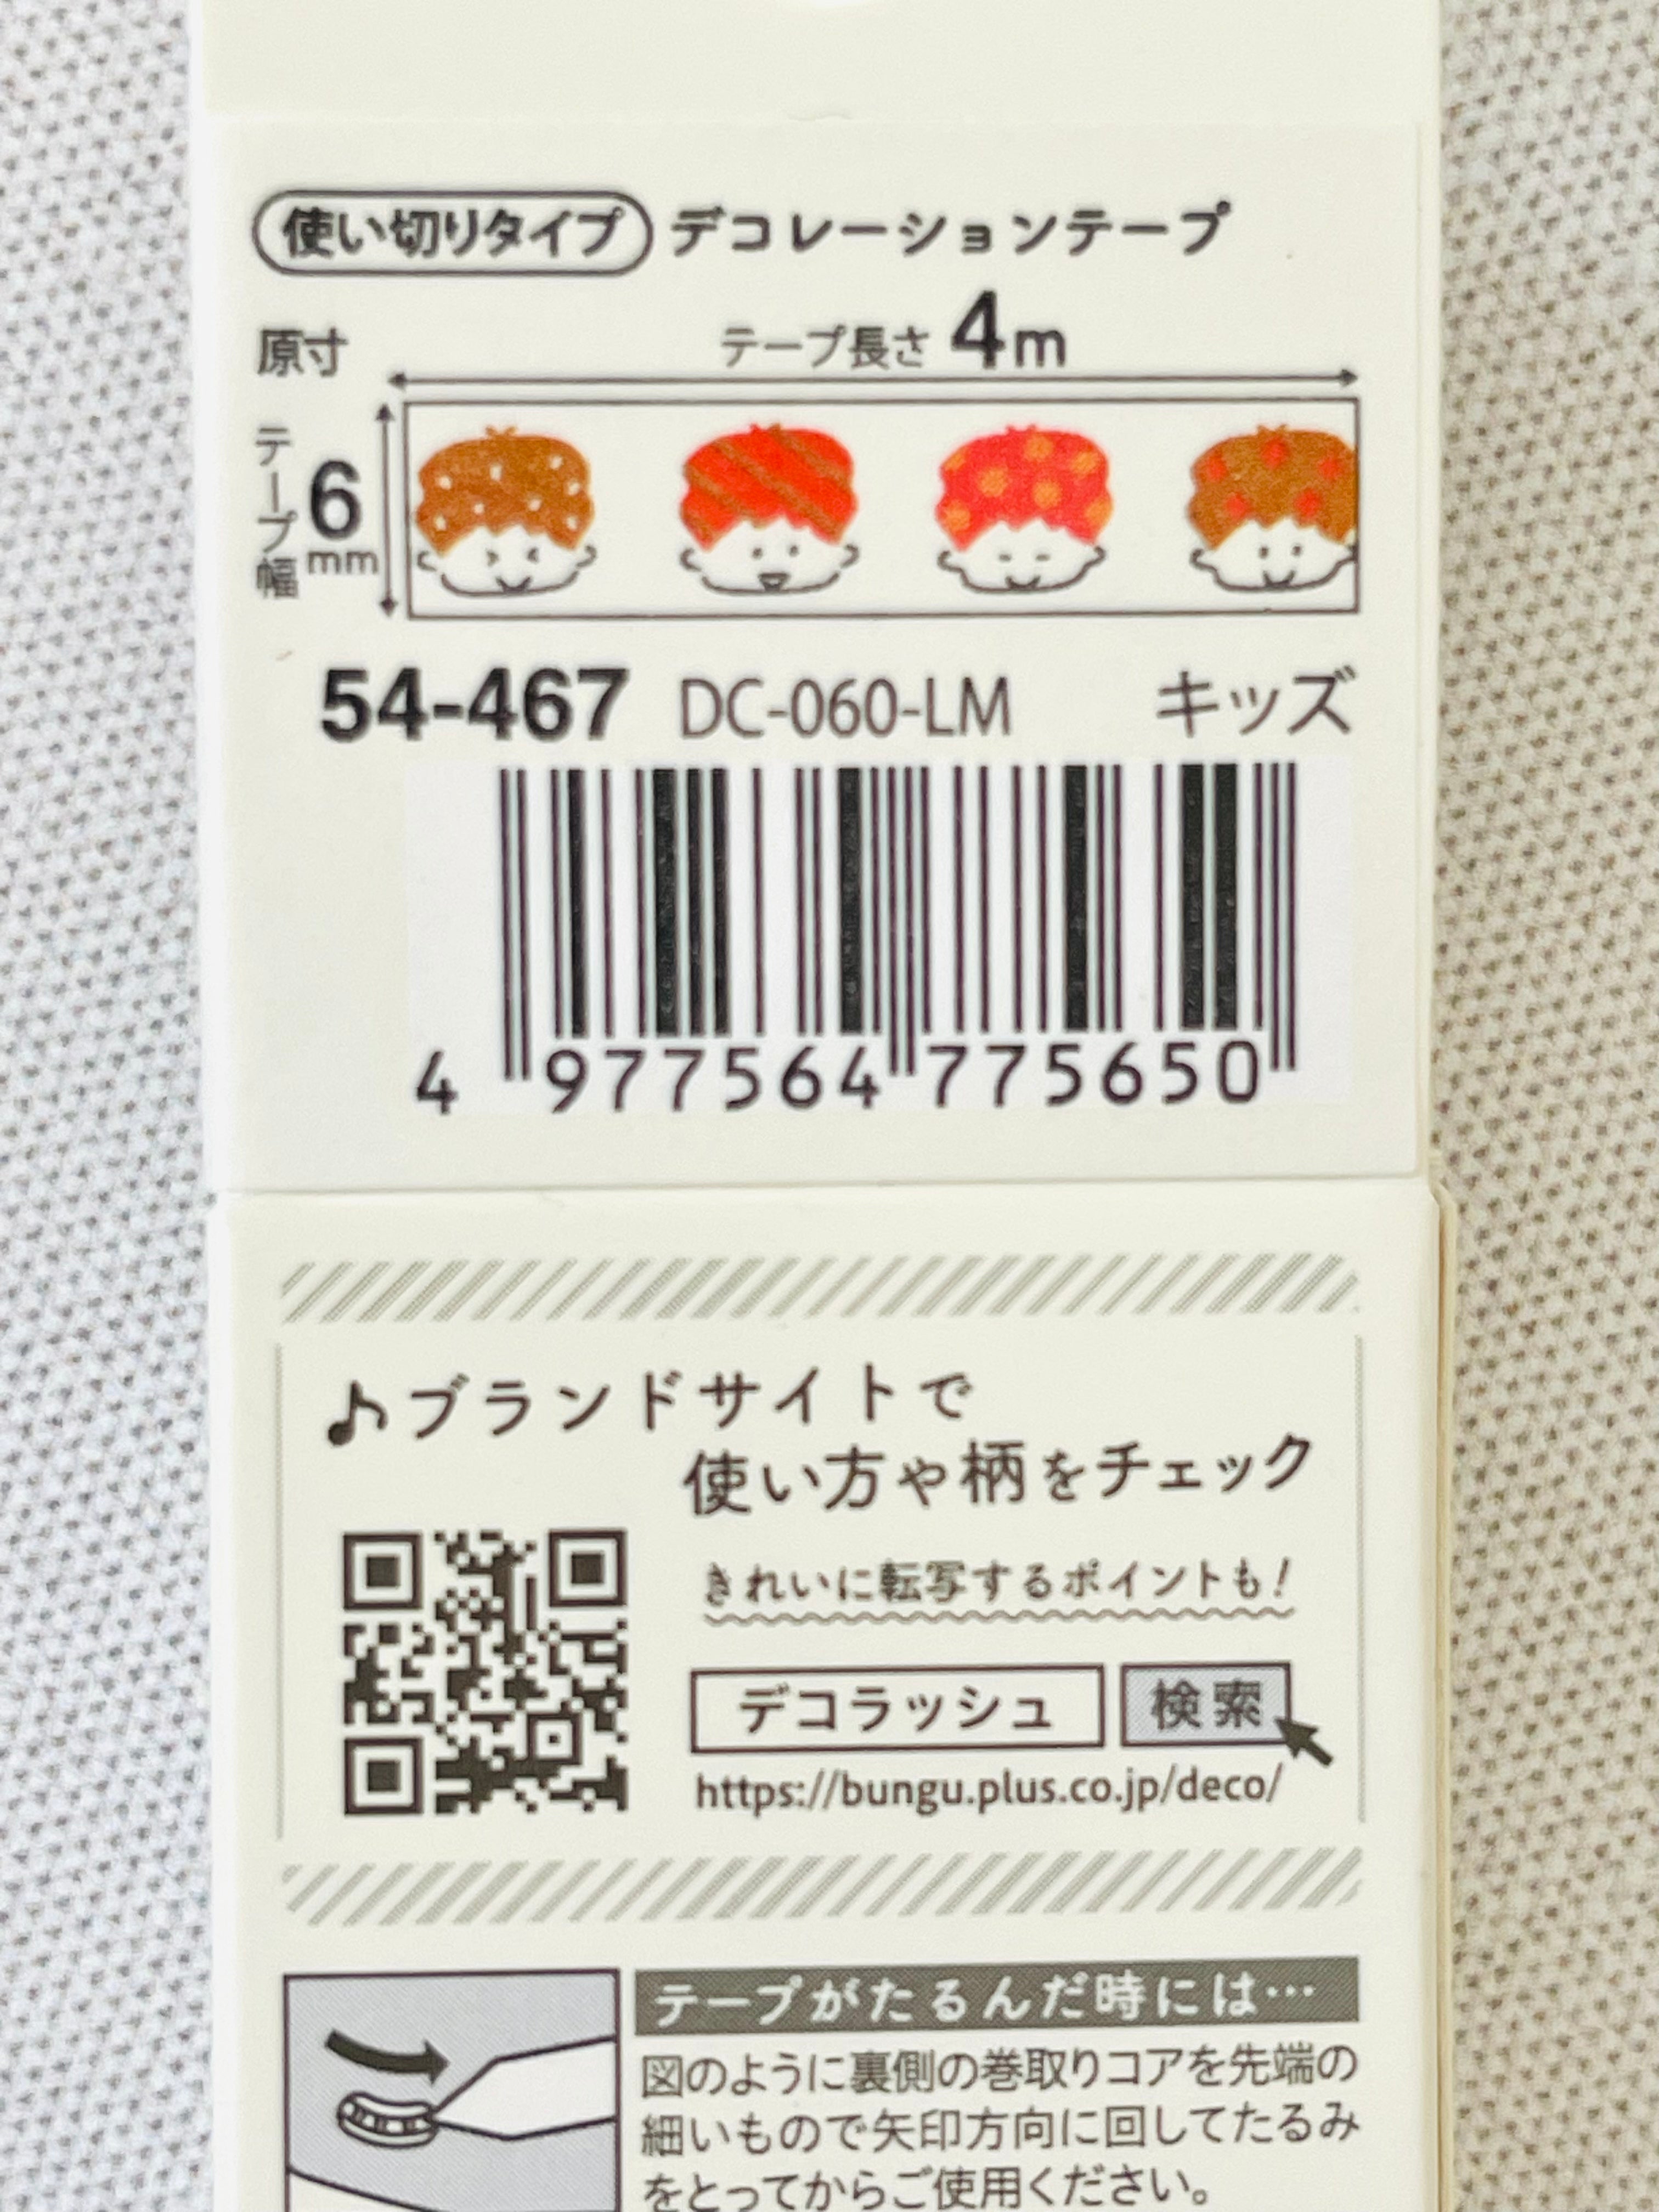 使い切りタイプ デコレーションテープ
原寸 テープ長さ 4m
テープ幅 6mm
54-467 DC-060-LM キッズ
4 977564 775650
♪ブランドサイトで
使い方や柄をチェック
きれいに転写するポイントも!
デコラッシュ 検索
https://bungu.plus.co.jp/deco/
テープがたるんだ時には…
図のように裏側の巻取りコアを先端の
細いもので矢印方向に回してたるみ
をとってからご使用ください。